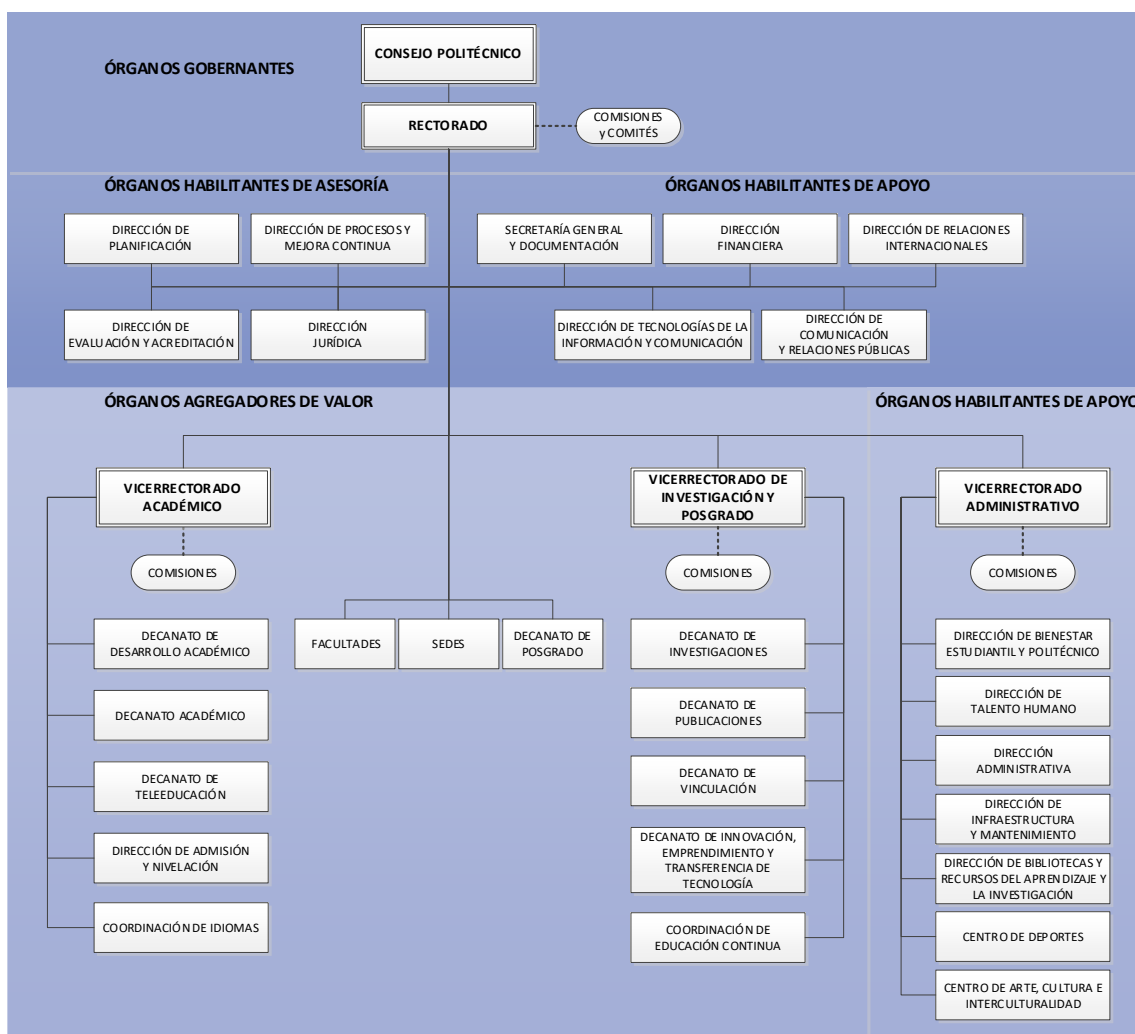 ÓRGANOS GOBERNANTES
CONSEJO POLITÉCNICO
RECTORADO
COMISIONES
y COMITÉS
ÓRGANOS HABILITANTES DE ASESORÍA
DIRECCIÓN DE
PLANIFICACIÓN
DIRECCIÓN DE PROCESOS Y
MEJORA CONTINUA
DIRECCIÓN DE
EVALUACIÓN Y ACREDITACIÓN
DIRECCIÓN
JURÍDICA
ÓRGANOS HABILITANTES DE APOYO
SECRETARÍA GENERAL
Y DOCUMENTACIÓN
DIRECCIÓN
FINANCIERA
DIRECCIÓN DE RELACIONES
INTERNACIONALES
DIRECCIÓN DE TECNOLOGÍAS DE LA
INFORMACIÓN Y COMUNICACIÓN
DIRECCIÓN DE
COMUNICACIÓN
Y RELACIONES PÚBLICAS
ÓRGANOS AGREGADORES DE VALOR
VICERRECTORADO
ACADÉMICO
COMISIONES
DECANATO DE
DESARROLLO ACADÉMICO
DECANATO ACADÉMICO
DECANATO DE
TELEEDUCACIÓN
DIRECCIÓN DE ADMISIÓN
Y NIVELACIÓN
COORDINACIÓN DE IDIOMAS
FACULTADES
SEDES
DECANATO DE
POSGRADO
VICERRECTORADO DE
INVESTIGACIÓN Y
POSGRADO
COMISIONES
DECANATO DE
INVESTIGACIONES
DECANATO DE
PUBLICACIONES
DECANATO DE
VINCULACIÓN
DECANATO DE INNOVACIÓN,
EMPRENDIMIENTO Y
TRANSFERENCIA DE
TECNOLOGÍA
COORDINACIÓN DE
EDUCACIÓN CONTINUA
ÓRGANOS HABILITANTES DE APOYO
VICERRECTORADO
ADMINISTRATIVO
COMISIONES
DIRECCIÓN DE BIENESTAR
ESTUDIANTIL Y POLITÉCNICO
DIRECCIÓN DE
TALENTO HUMANO
DIRECCIÓN
ADMINISTRATIVA
DIRECCIÓN DE
INFRAESTRUCTURA
Y MANTENIMIENTO
DIRECCIÓN DE BIBLIOTECAS Y
RECURSOS DEL APRENDIZAJE Y
LA INVESTIGACIÓN
CENTRO DE DEPORTES
CENTRO DE ARTE, CULTURA E
INTERCULTURALIDAD